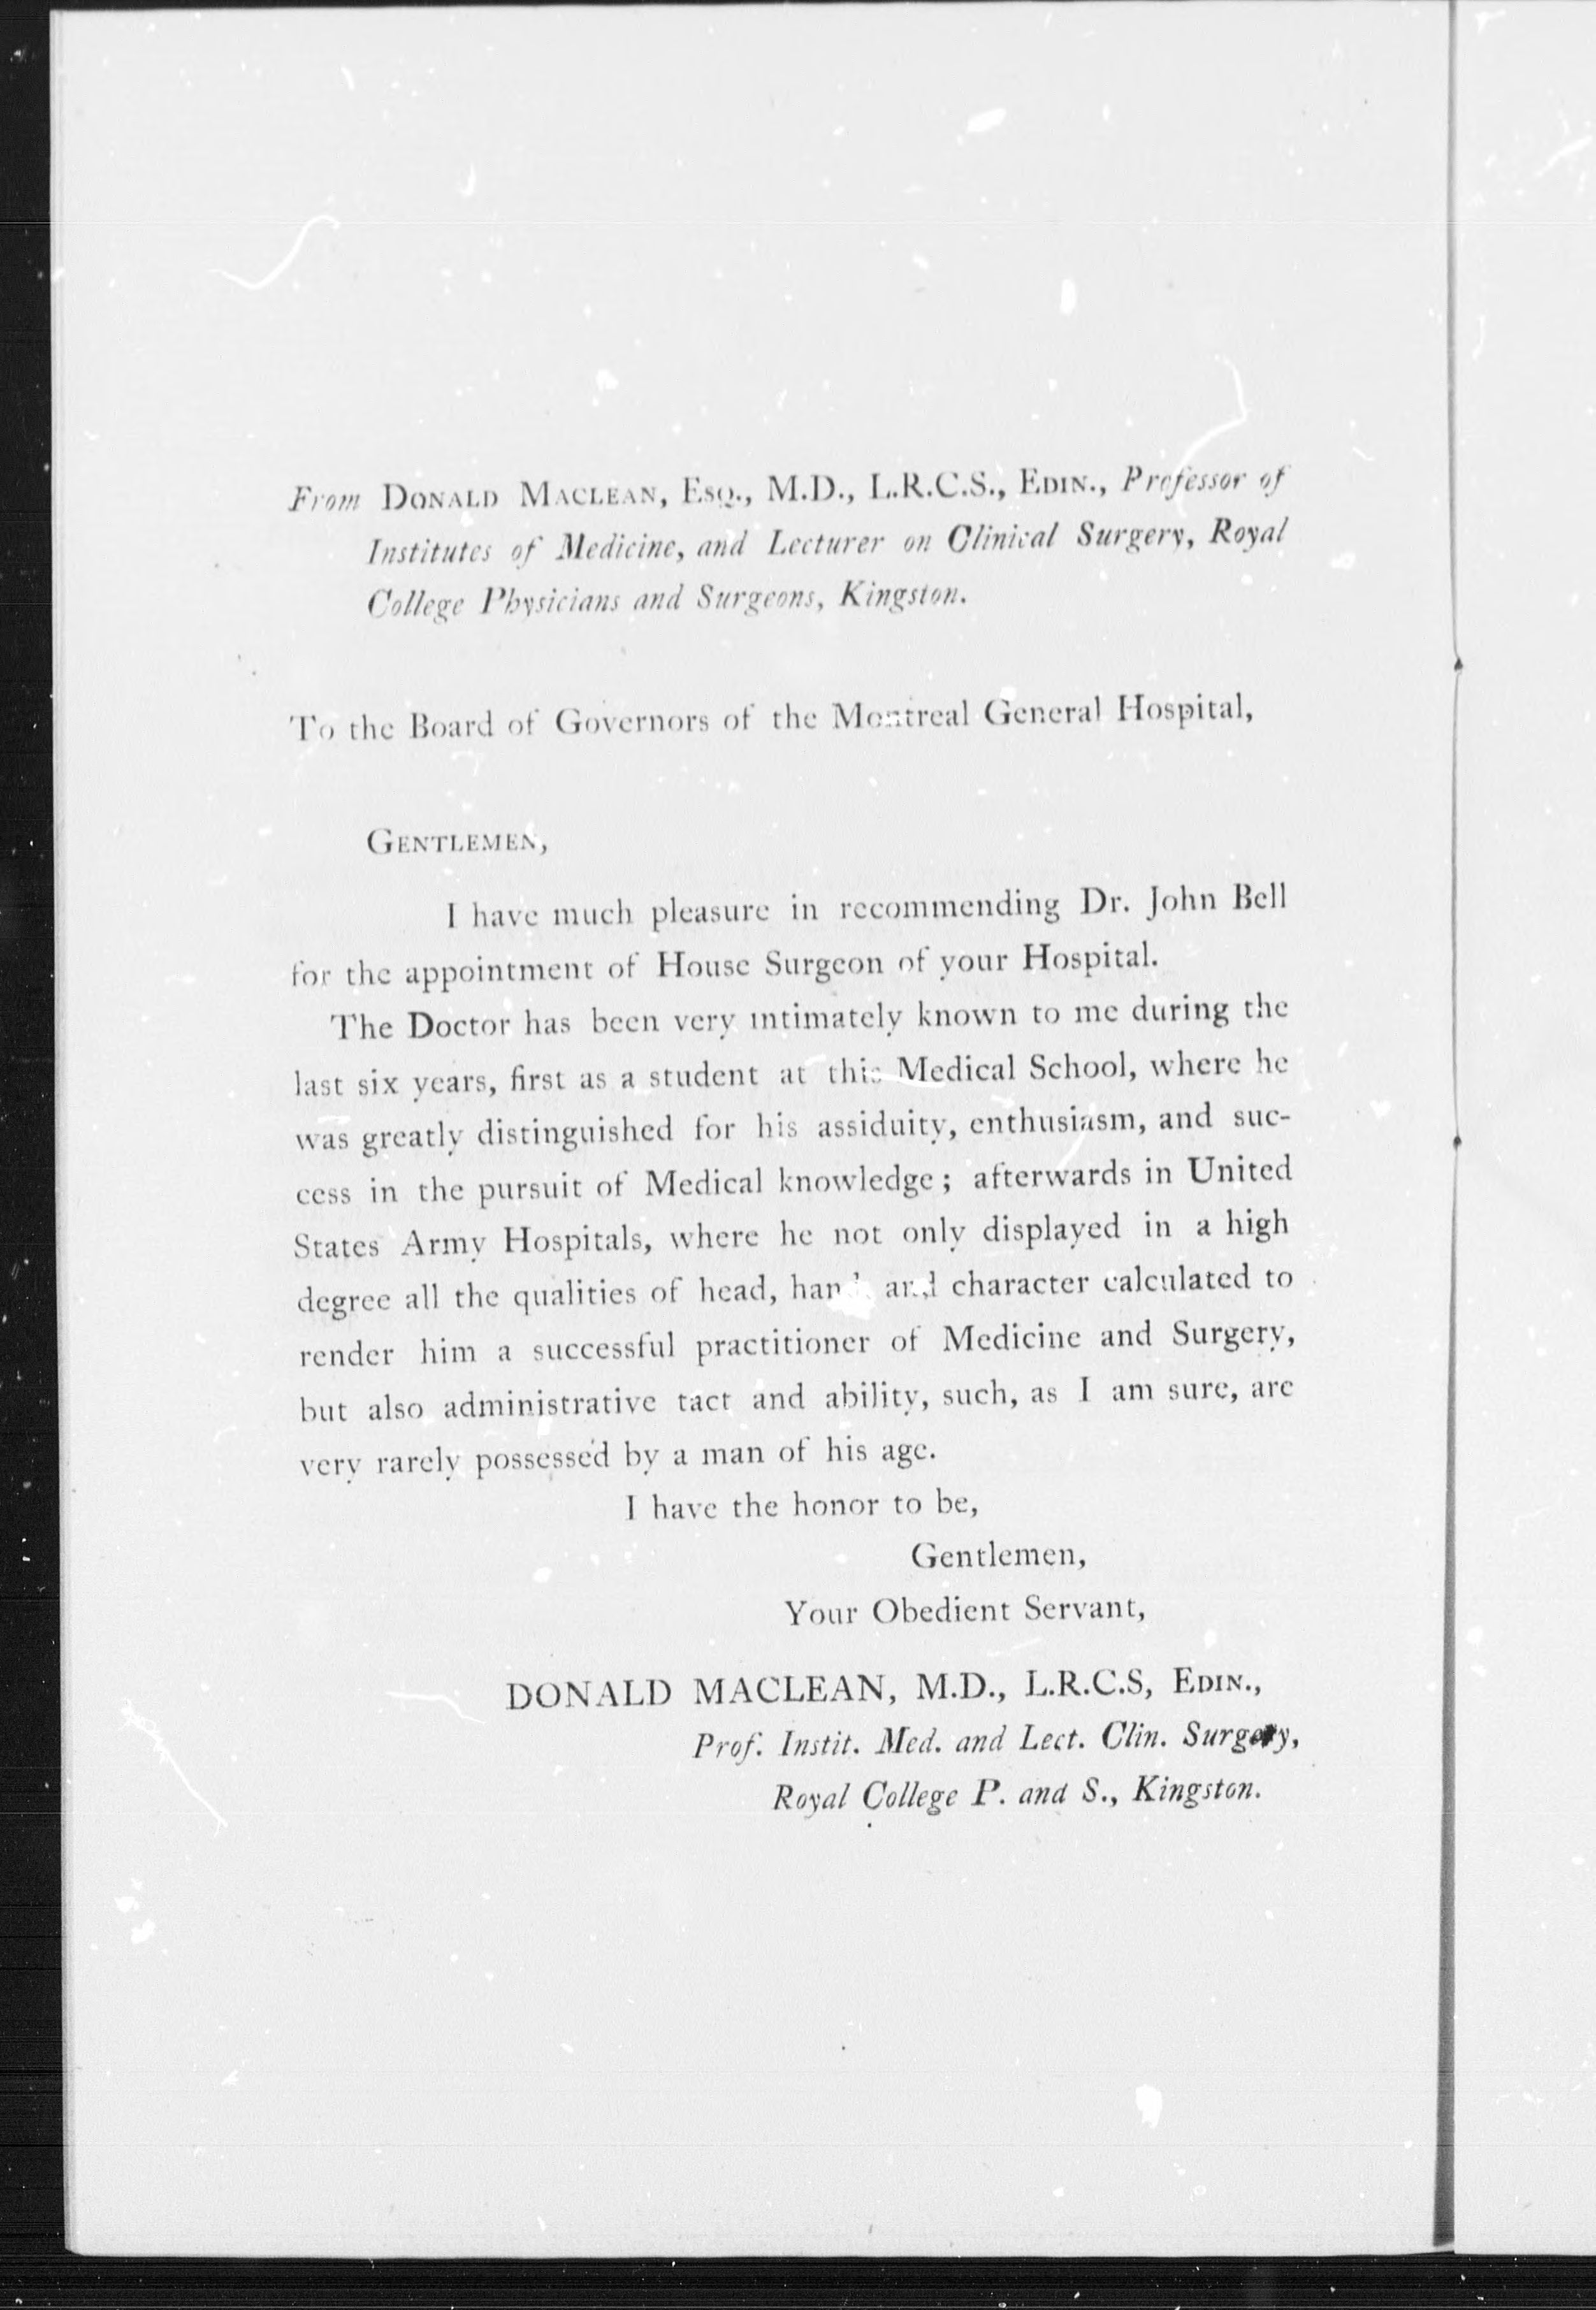 From Donald Maclean, Esq., M.D., L.R.C.S., Edin., Professor of
Institutes of Medicine, and Lecturer on Clinical Surgery, Royal
College Physicians and Surgeons, Kingston.
To the Board of Governors of the Montreal General Hospital,
Gentlemen,
I have much pleasure in recommending Dr. John Bell
for the appointment of House Surgeon of your Hospital.
The Doctor has been very intimately known to me during the
last six years, first as a student at this Medical School, where he
was greatly distinguished for his assiduity, enthusiasm, and suc-
cess in the pursuit of Medical knowledge; afterwards in United
States Army Hospitals, where he not only displayed in a high
degree all the qualities of head, hand and character calculated to
render him a successful practitioner of Medicine and Surgery,
but also administrative tact and ability, such, as I am sure, are
very rarely possessed by a man of his age.
I have the honor to be,
Gentlemen,
Your Obedient Servant,
DONALD MACLEAN, M.D., L.R.C.S, Edin.,
Prof. Instit. Med. and Lect. Clin. Surgery,
Royal College P. and S., Kingston.